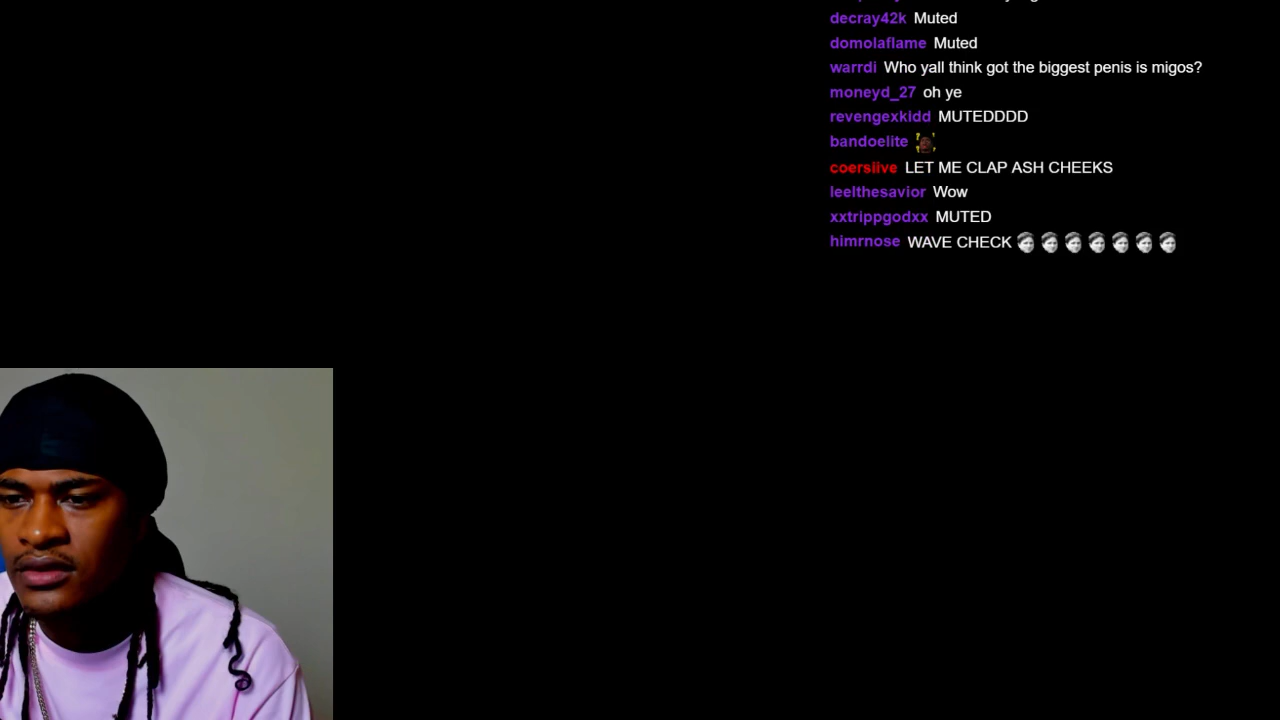 decray42k Muted
domolaflame Muted
warrdi Who yall think got the biggest penis is migos?
moneyd_27 oh ye
revengexkidd MUTEDDDD
bandoelite
coersiive LET ME CLAP ASH CHEEKS
leelthesavior Wow
xxtrippgodxx MUTED
himrnose WAVE CHECK